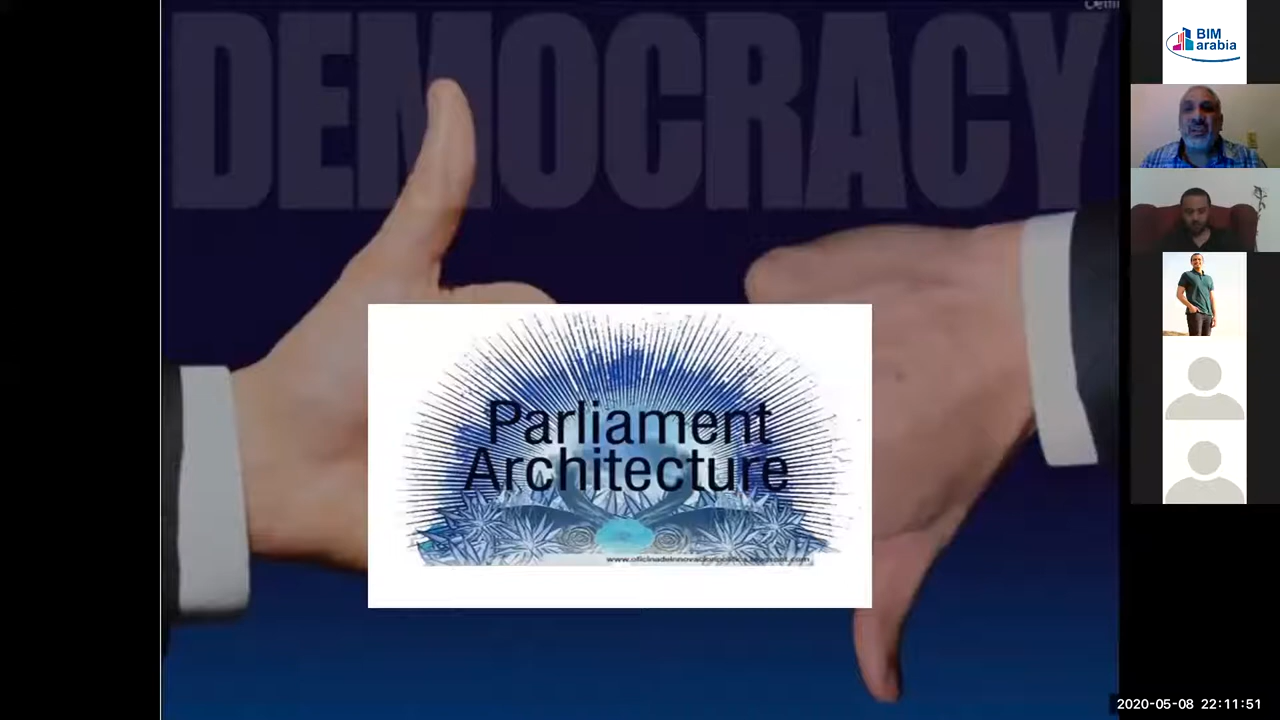 DEMOCRACY
BIM
arabia
Parliament
Architecture
2020-05-08 22:11:51